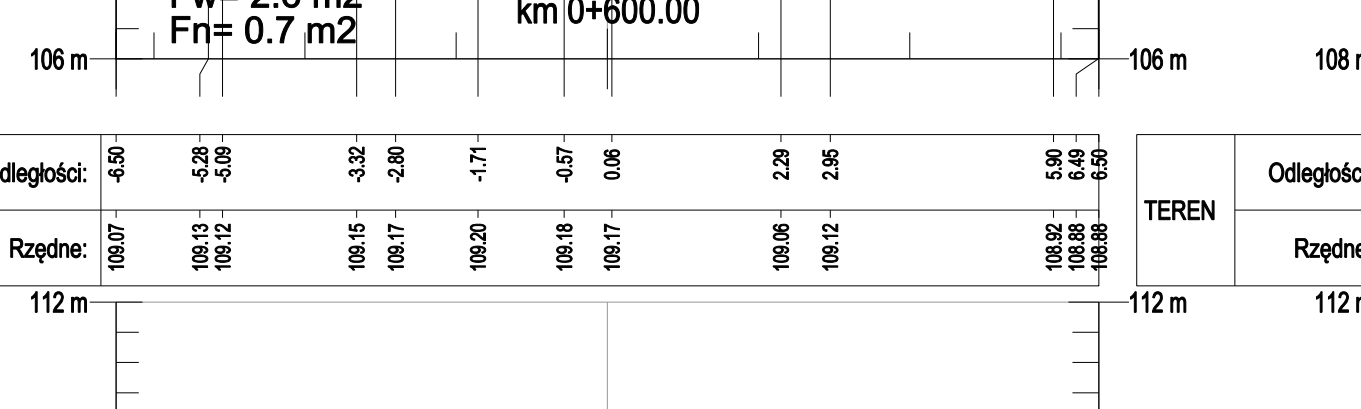 Fn= 0.7 m2
km 0+600.00
106 m
106 m
108
-6.50 -5.28 -5.09 -3.32 -2.80 -1.71 -0.57 0.06 2.29 2.95 5.90 6.49 6.50
TEREN
Rzędne: 109.07 109.13 109.12 109.15 109.17 109.20 109.18 109.17 109.06 109.12 108.92 108.88 108.88
112 m
112 m
112